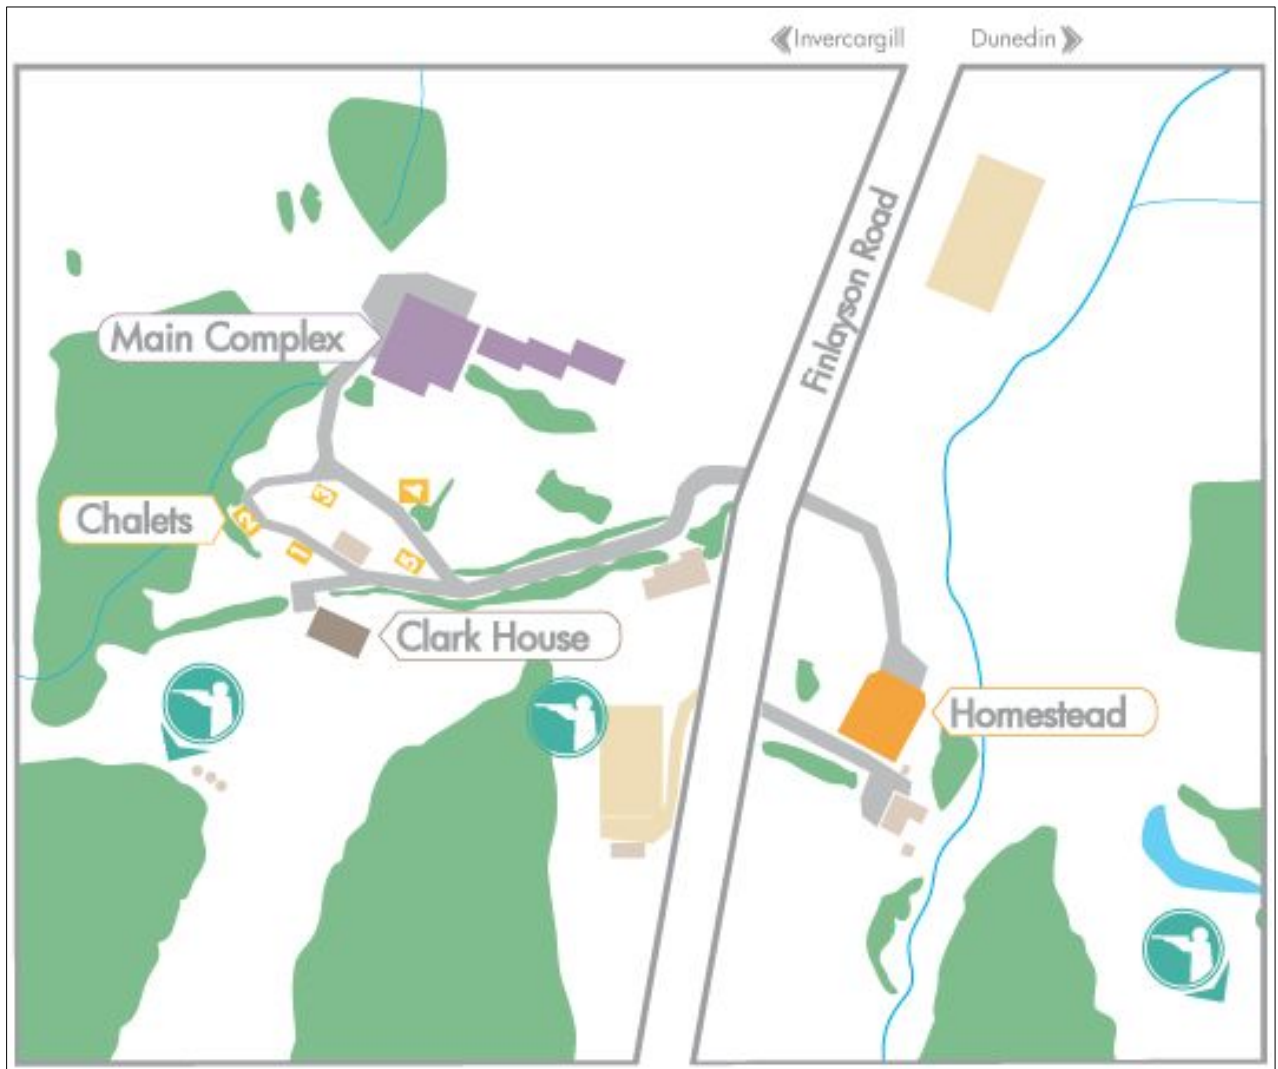 Invercargill
Dunedin
Finlayson Road
Main Complex
3
4
Chalets
2
1
5
Clark House
Homestead